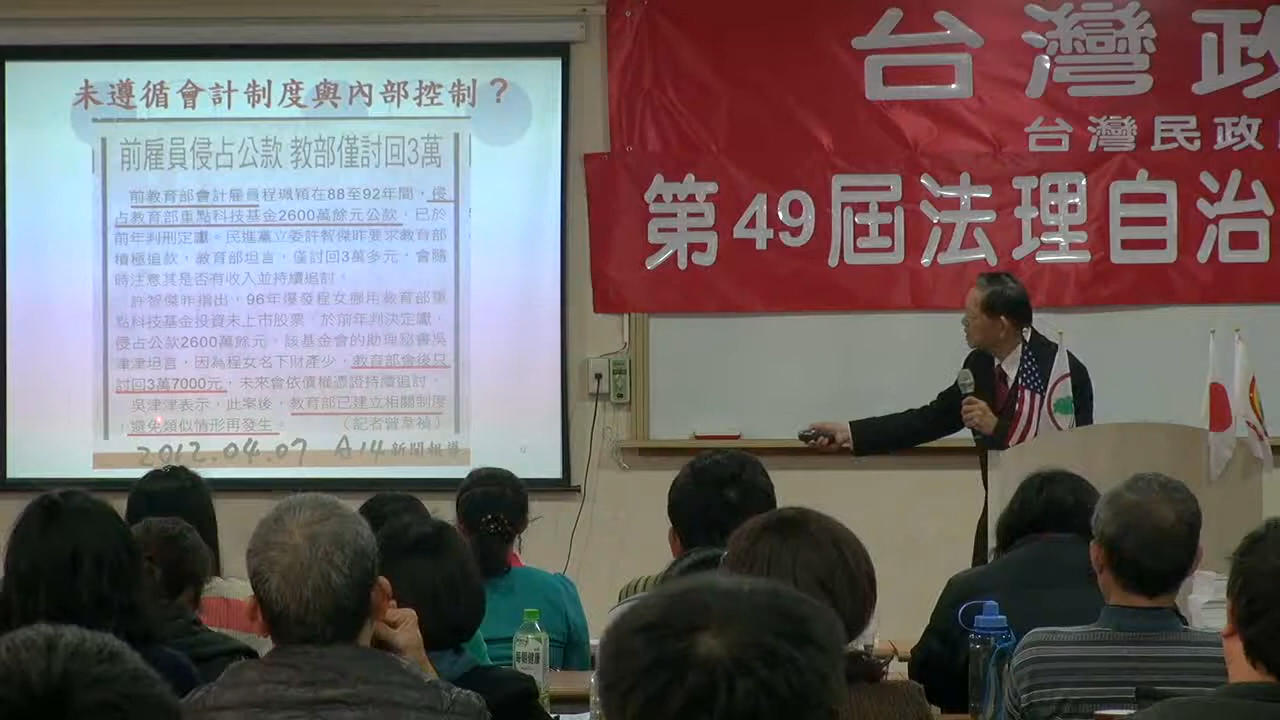 未遵循會計制度與內部控制？
前雇員侵占公款 教部僅討回3萬
前教育部會計雇員程珮穎在88至92年間，侵
占教育部重點科技基金2600萬餘元公款，已於
前年判刑定讞。民進黨立委許智傑昨要求教育部
積極追款，教育部坦言，僅討回3萬多元，會隨
時注意其是否有收入並持續追討。
許智傑昨指出，96年爆發程女挪用教育部重
點科技基金投資未上市股票，於前年判決定讞，
侵占公款2600萬餘元，該基金會的助理秘書吳
津津坦言，因為程女名下財產少，教育部會後只
討回3萬7000元，未來會依債權憑證持續追討。
吳津津表示，此案後，教育部已建立相關制度
避免類似情形再發生。（記者曾韋禎）
2012.04.07 A14新聞報導
台灣政
台灣民政
第49屆法理自治
每朝健康